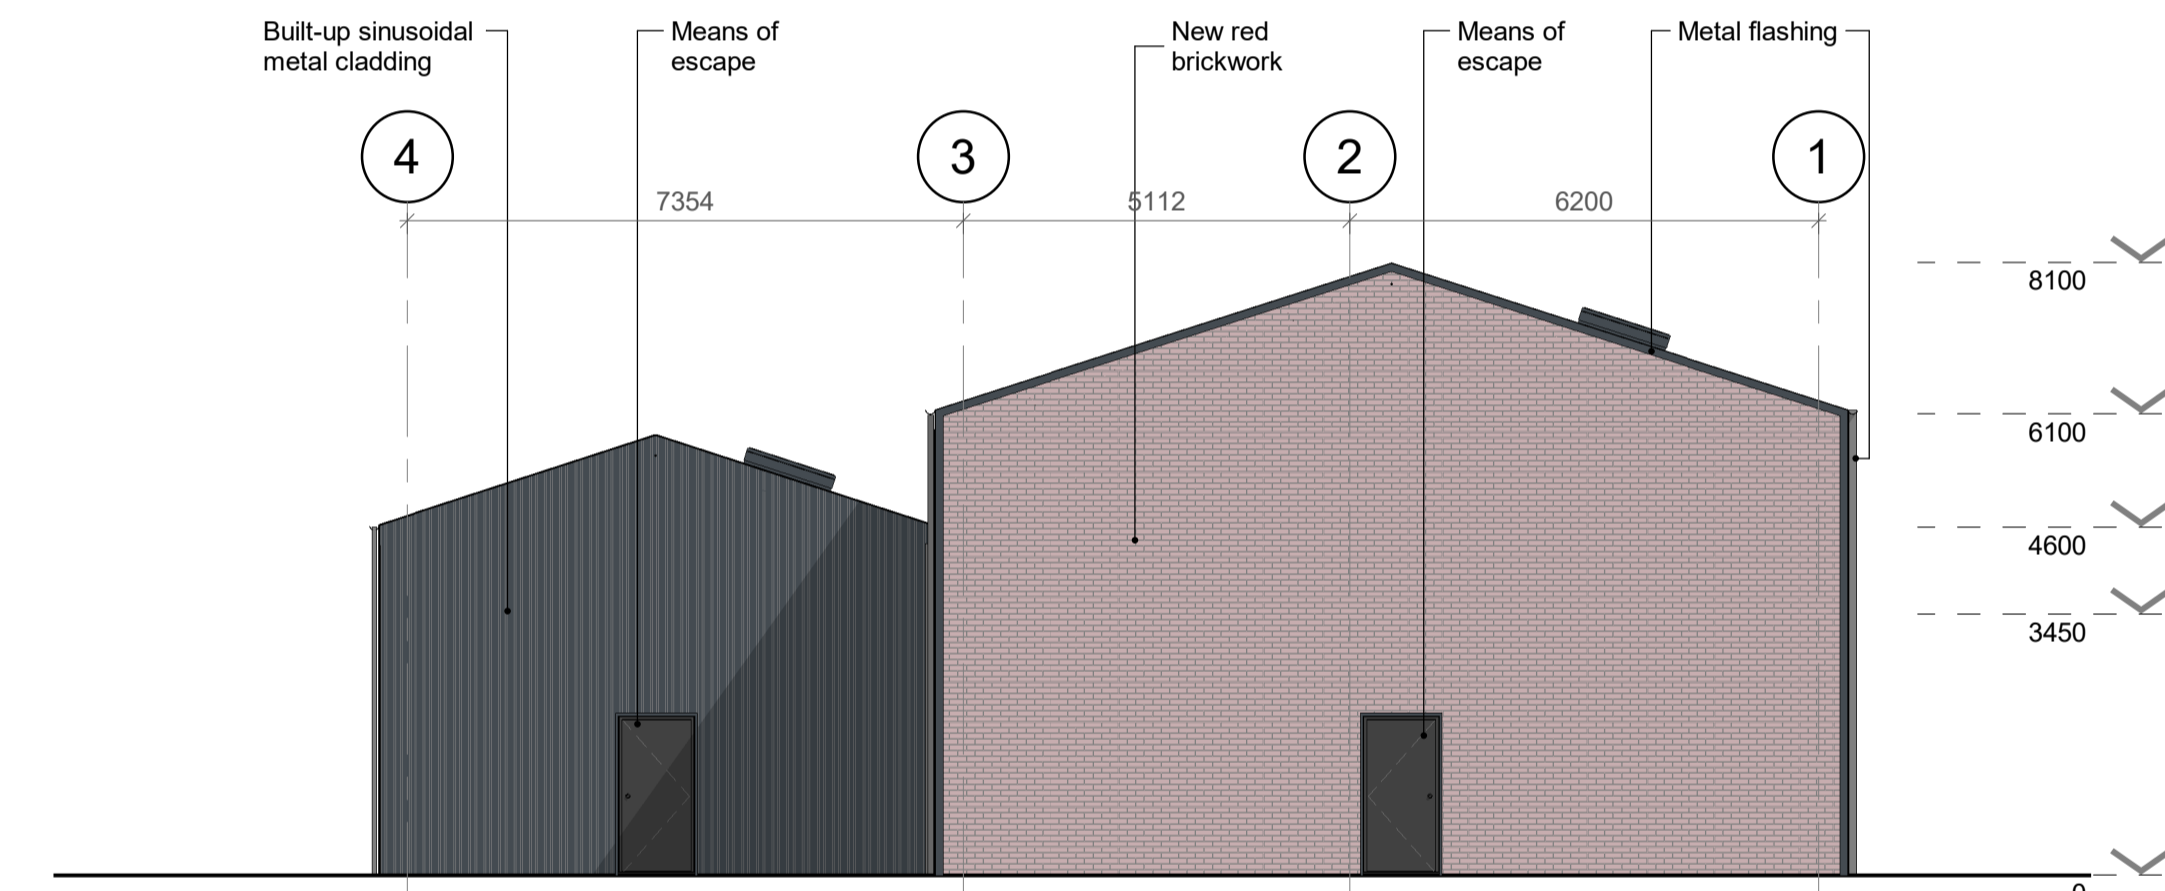 Built-up sinusoidal
metal cladding
Means of
escape
New red
brickwork
Means of
escape
Metal flashing
4
3
2
1
7354
5112
6200
8100
6100
4600
3450
0